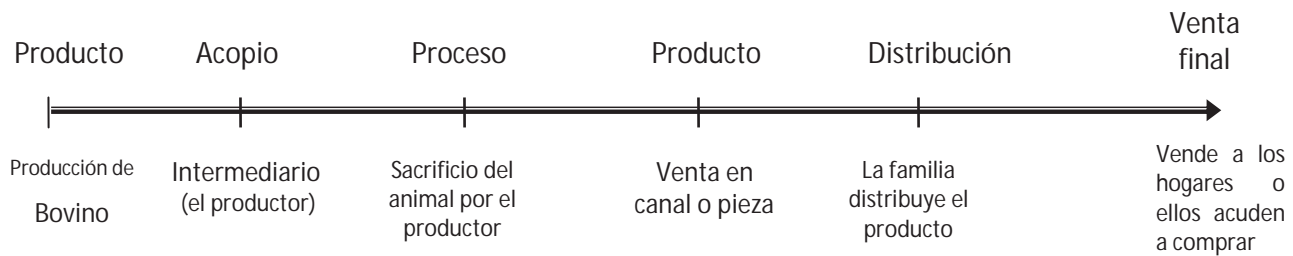 Producto
Acopio
Proceso
Producto
Distribución
Venta
final
Producción de
Bovino
Intermediario
(el productor)
Sacrificio del
animal por el
productor
Venta en
canal o pieza
La familia
distribuye el
producto
Vende a los
hogares o
ellos acuden
a comprar